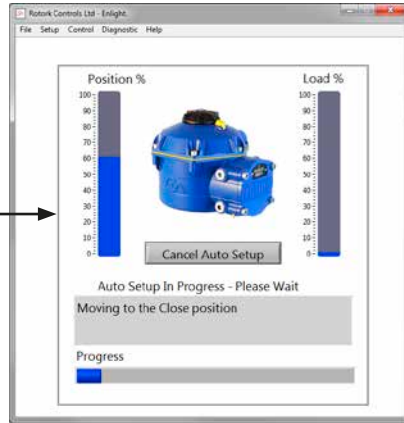 Rotork Controls Ltd - Enlight.
File Setup Control Diagnostic Help
Position %
Load %
100
90
80
70
60
50
40
30
20
10
0
100
90
80
70
60
50
40
30
20
10
0
Cancel Auto Setup
Auto Setup In Progress - Please Wait
Moving to the Close position
Progress